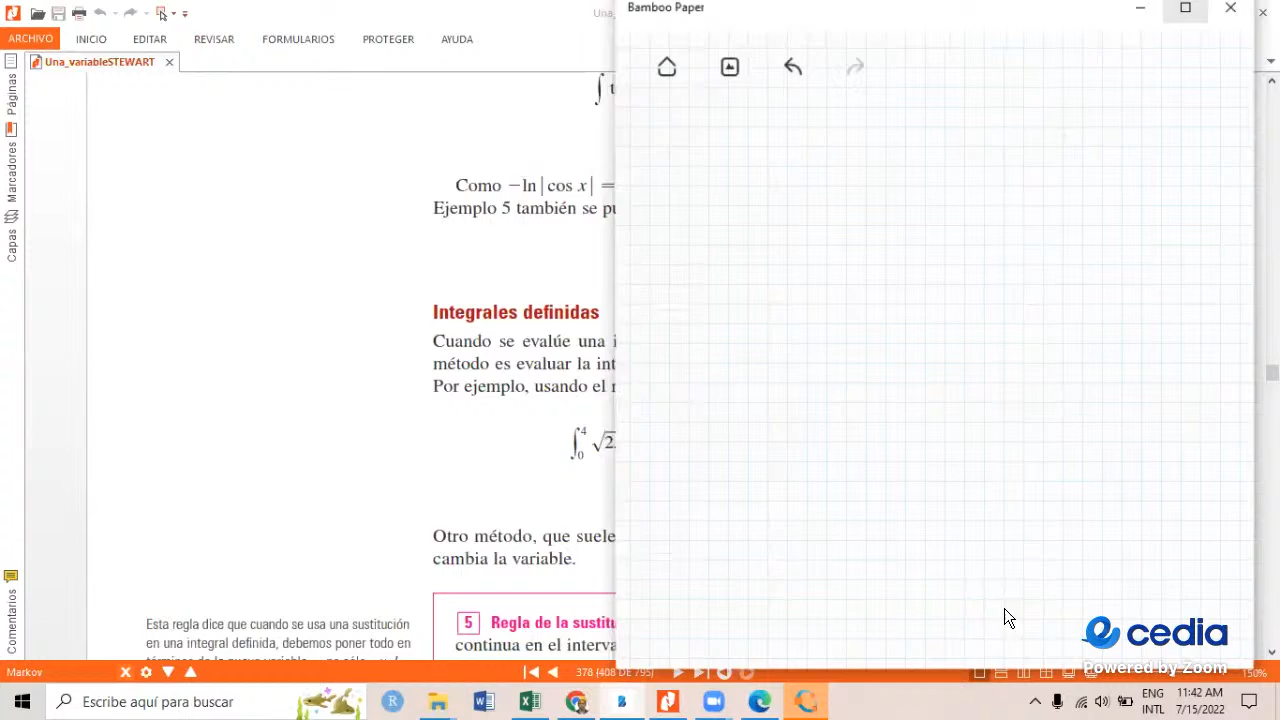 Una_
Bamboo Paper
ARCHIVO INICIO EDITAR REVISAR FORMULARIOS PROTEGER AYUDA
Una_variableSTEWART
Páginas
Marcadores
Capas
Comentarios
∫ t
Como −ln|cos x| =
Ejemplo 5 también se pu
Integrales definidas
Cuando se evalúe una i
método es evaluar la int
Por ejemplo, usando el r
∫₀⁴ √2
Otro método, que suele
cambia la variable.
Esta regla dice que cuando se usa una sustitución
en una integral definida, debemos poner todo en
5 Regla de la sustitu
continua en el interva
cedia
Powered by Zoom
Markov
378 (408 DE 785)
150%
Escribe aquí para buscar
ENG
INTL
11:42 AM
7/15/2022